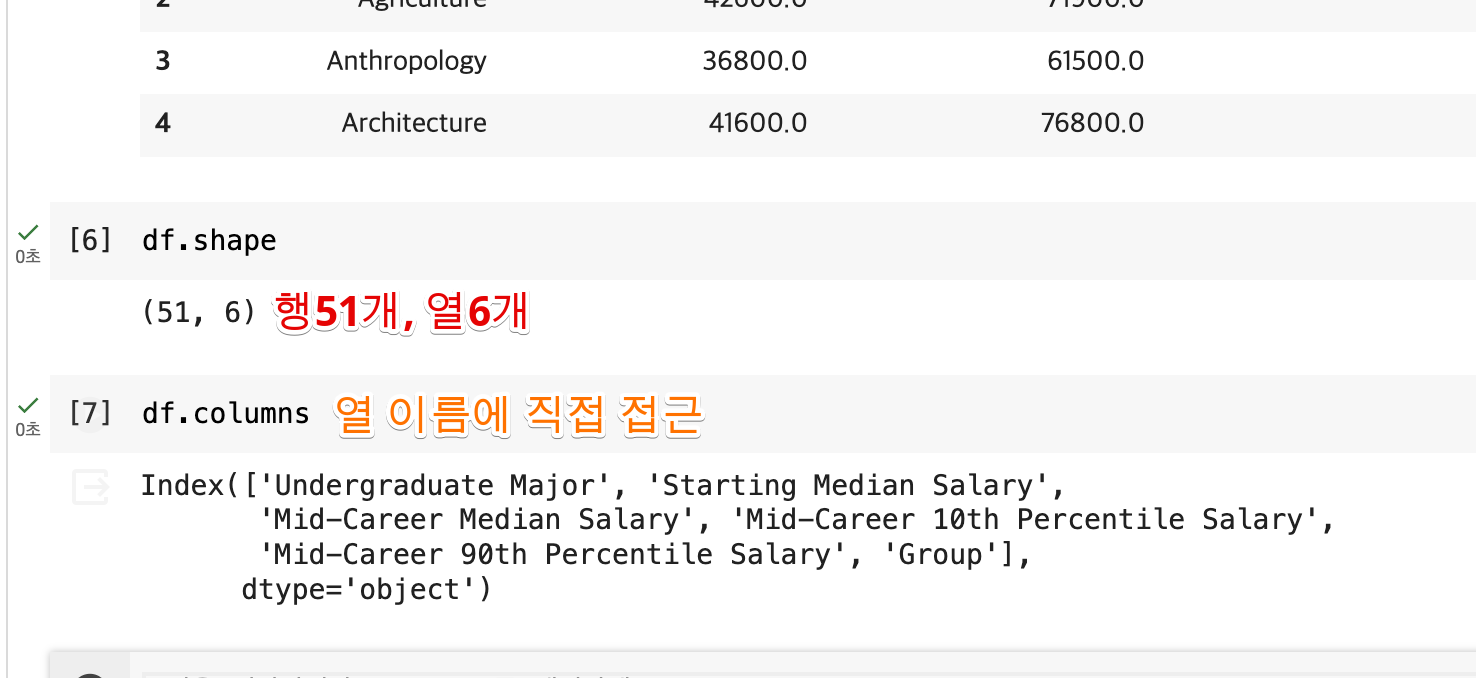 2 Agriculture 42600.0 71900.0
3 Anthropology 36800.0 61500.0
4 Architecture 41600.0 76800.0
[6] df.shape
0초
(51, 6) 행51개, 열6개
[7] df.columns 열 이름에 직접 접근
0초
Index(['Undergraduate Major', 'Starting Median Salary',
'Mid-Career Median Salary', 'Mid-Career 10th Percentile Salary',
'Mid-Career 90th Percentile Salary', 'Group'],
dtype='object')